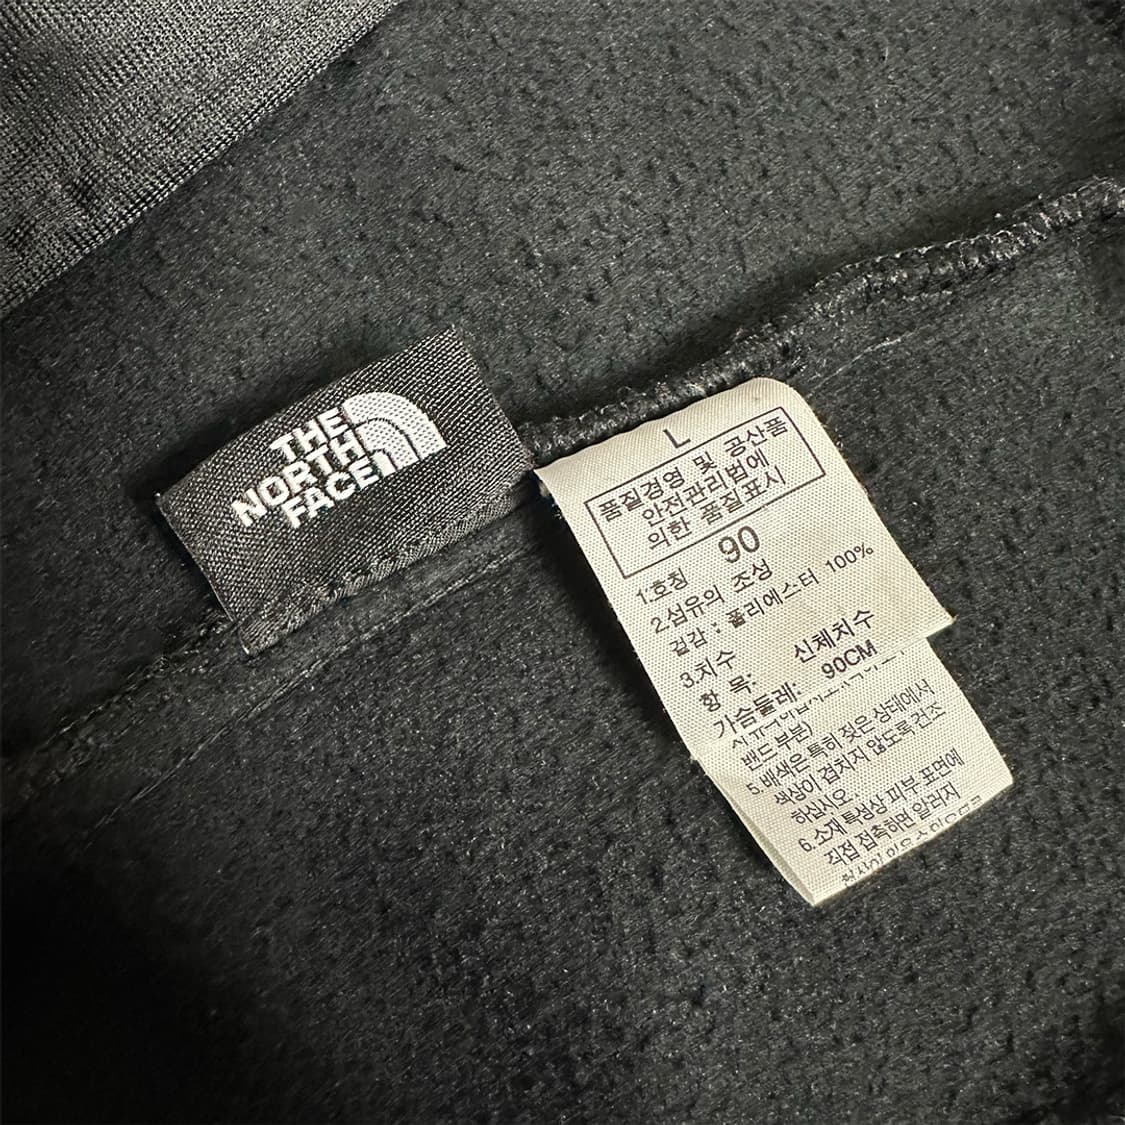 THE
NORTH
FACE
L
품질경영 및 공산품
안전관리법에
의한 품질표시
1.호칭 90
2.섬유의 조성
겉감 : 폴리에스터 100%
3.치수
항 목: 신체치수
가슴둘레: 90CM
밴드 부분)
5. 배색은 특히 젖은 상태에서
색상이 겹치지 않도록 건조
하십시오.
6. 소재 특성상 피부 표면에
직접 접촉하면 알러지